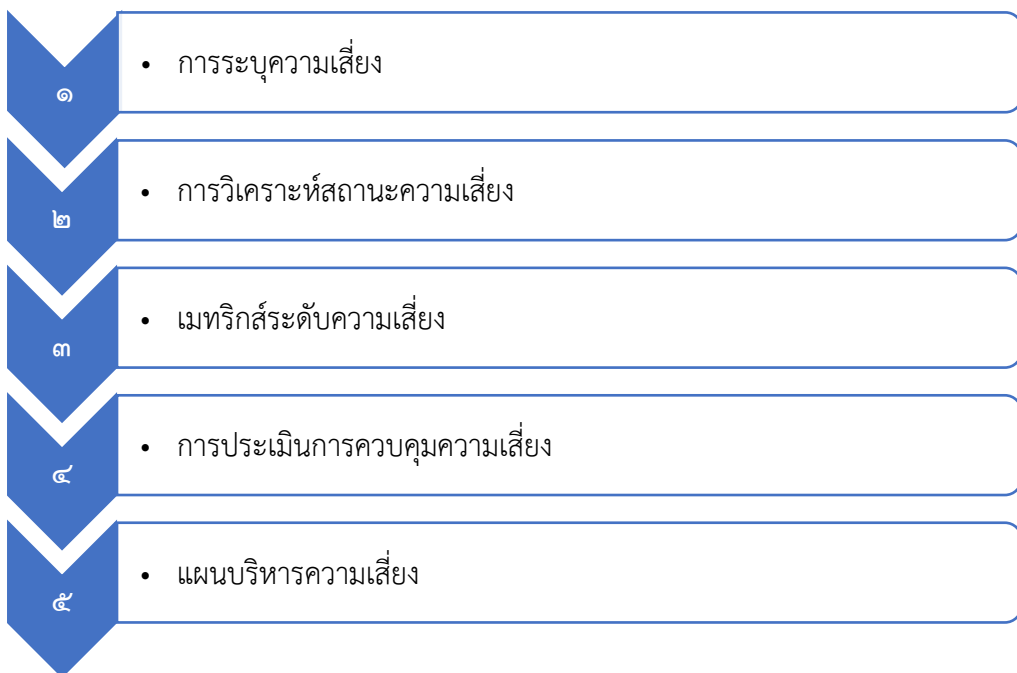 ๑
• การระบุความเสี่ยง
๒
• การวิเคราะห์สถานะความเสี่ยง
๓
• เมทริกส์ระดับความเสี่ยง
๔
• การประเมินการควบคุมความเสี่ยง
๕
• แผนบริหารความเสี่ยง